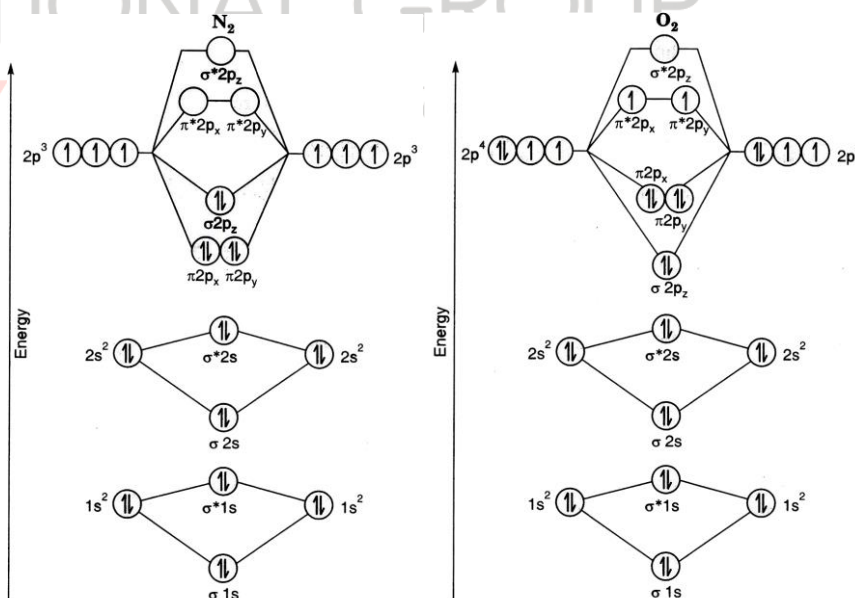 N₂
σ*2pz
π*2pₓ π*2py
2p³
2p³
σ2pz
π2pₓ π2py
Energy
2s²
2s²
σ*2s
σ 2s
1s²
1s²
σ*1s
σ 1s
O₂
σ*2pz
π*2pₓ π*2py
2p⁴
2p
π2pₓ
π2py
σ 2pz
Energy
2s²
2s²
σ*2s
σ 2s
1s²
1s²
σ*1s
σ 1s